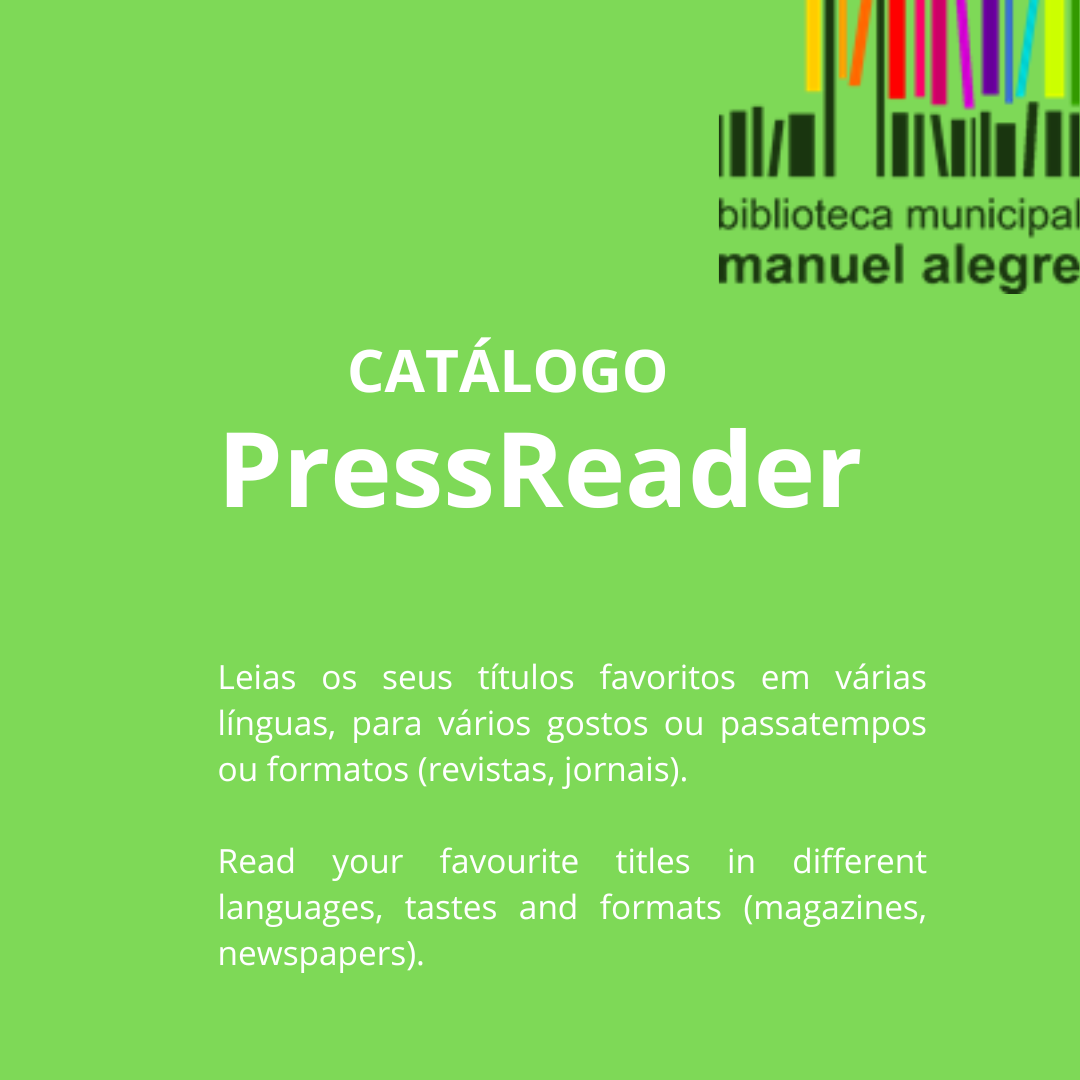 biblioteca municipal
manuel alegre
CATÁLOGO
PressReader
Leias os seus títulos favoritos em várias
línguas, para vários gostos ou passatempos
ou formatos (revistas, jornais).
Read your favourite titles in different
languages, tastes and formats (magazines,
newspapers).